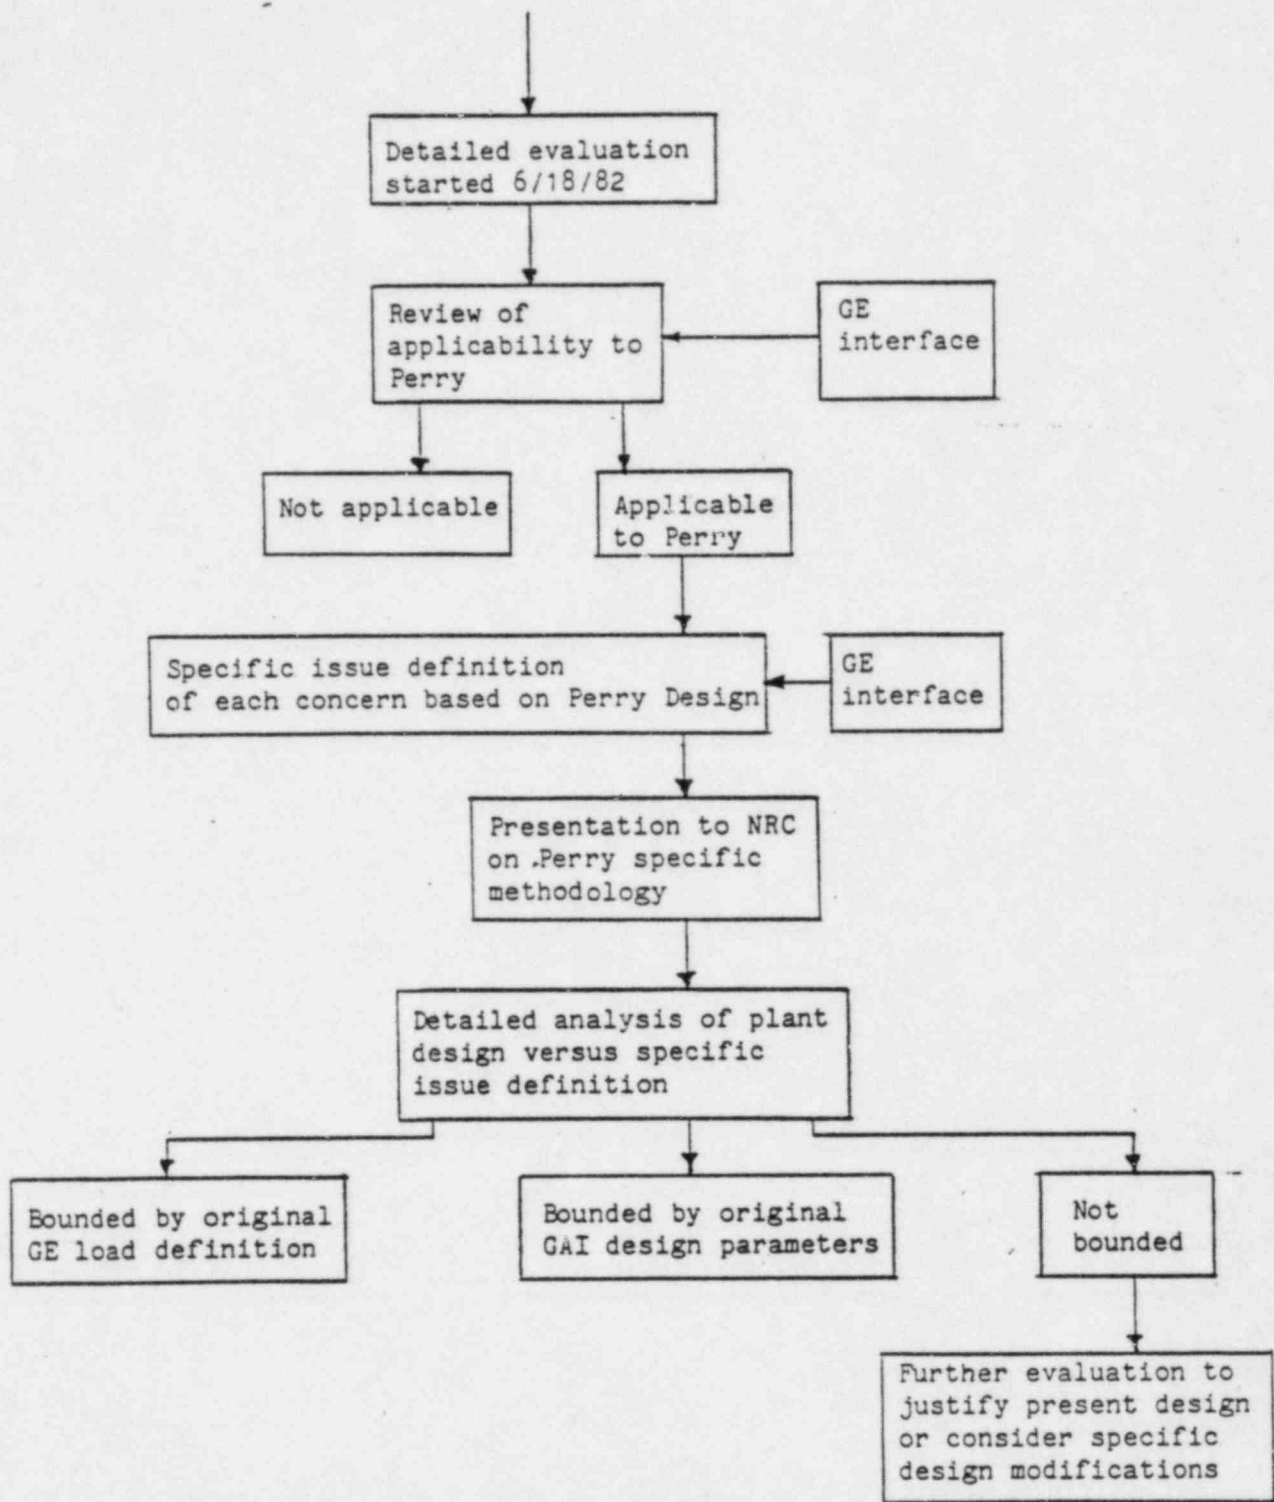 Detailed evaluation
started 6/18/82
Review of
applicability to
Perry
GE
interface
Not applicable
Applicable
to Perry
Specific issue definition
of each concern based on Perry Design
GE
interface
Presentation to NRC
on .Perry specific
methodology
Detailed analysis of plant
design versus specific
issue definition
Bounded by original
GE load definition
Bounded by original
GAI design parameters
Not
bounded
Further evaluation to
justify present design
or consider specific
design modifications